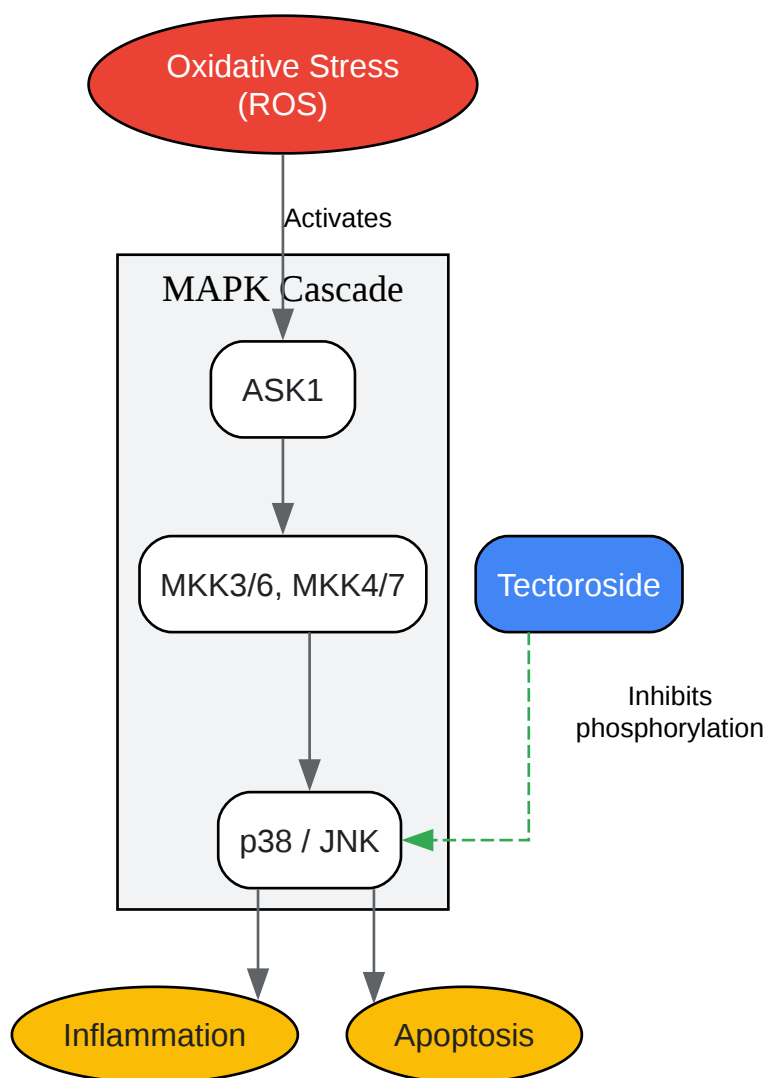 Oxidative Stress
(ROS)
Activates
MAPK Cascade
ASK1
MKK3/6, MKK4/7
Tectoroside
Inhibits
phosphorylation
p38 / JNK
Inflammation
Apoptosis